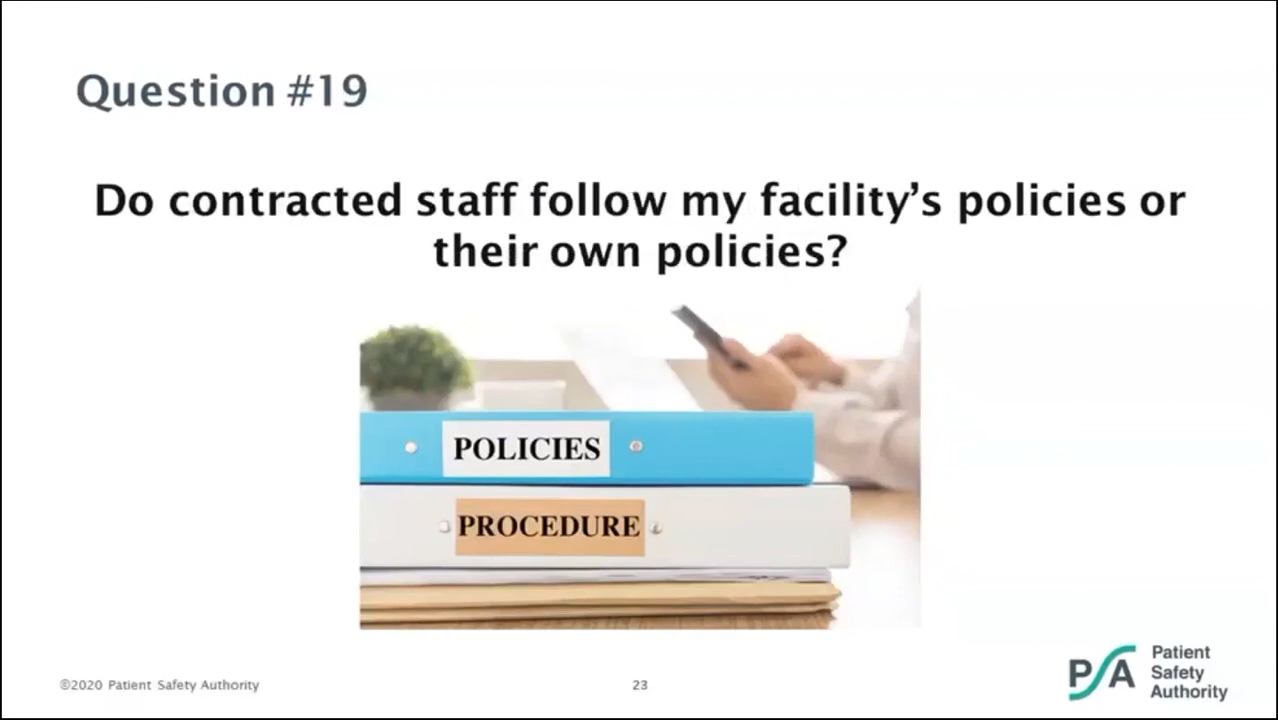 Question #19
Do contracted staff follow my facility’s policies or
their own policies?
POLICIES
PROCEDURE
©2020 Patient Safety Authority
23
PSA
Patient
Safety
Authority